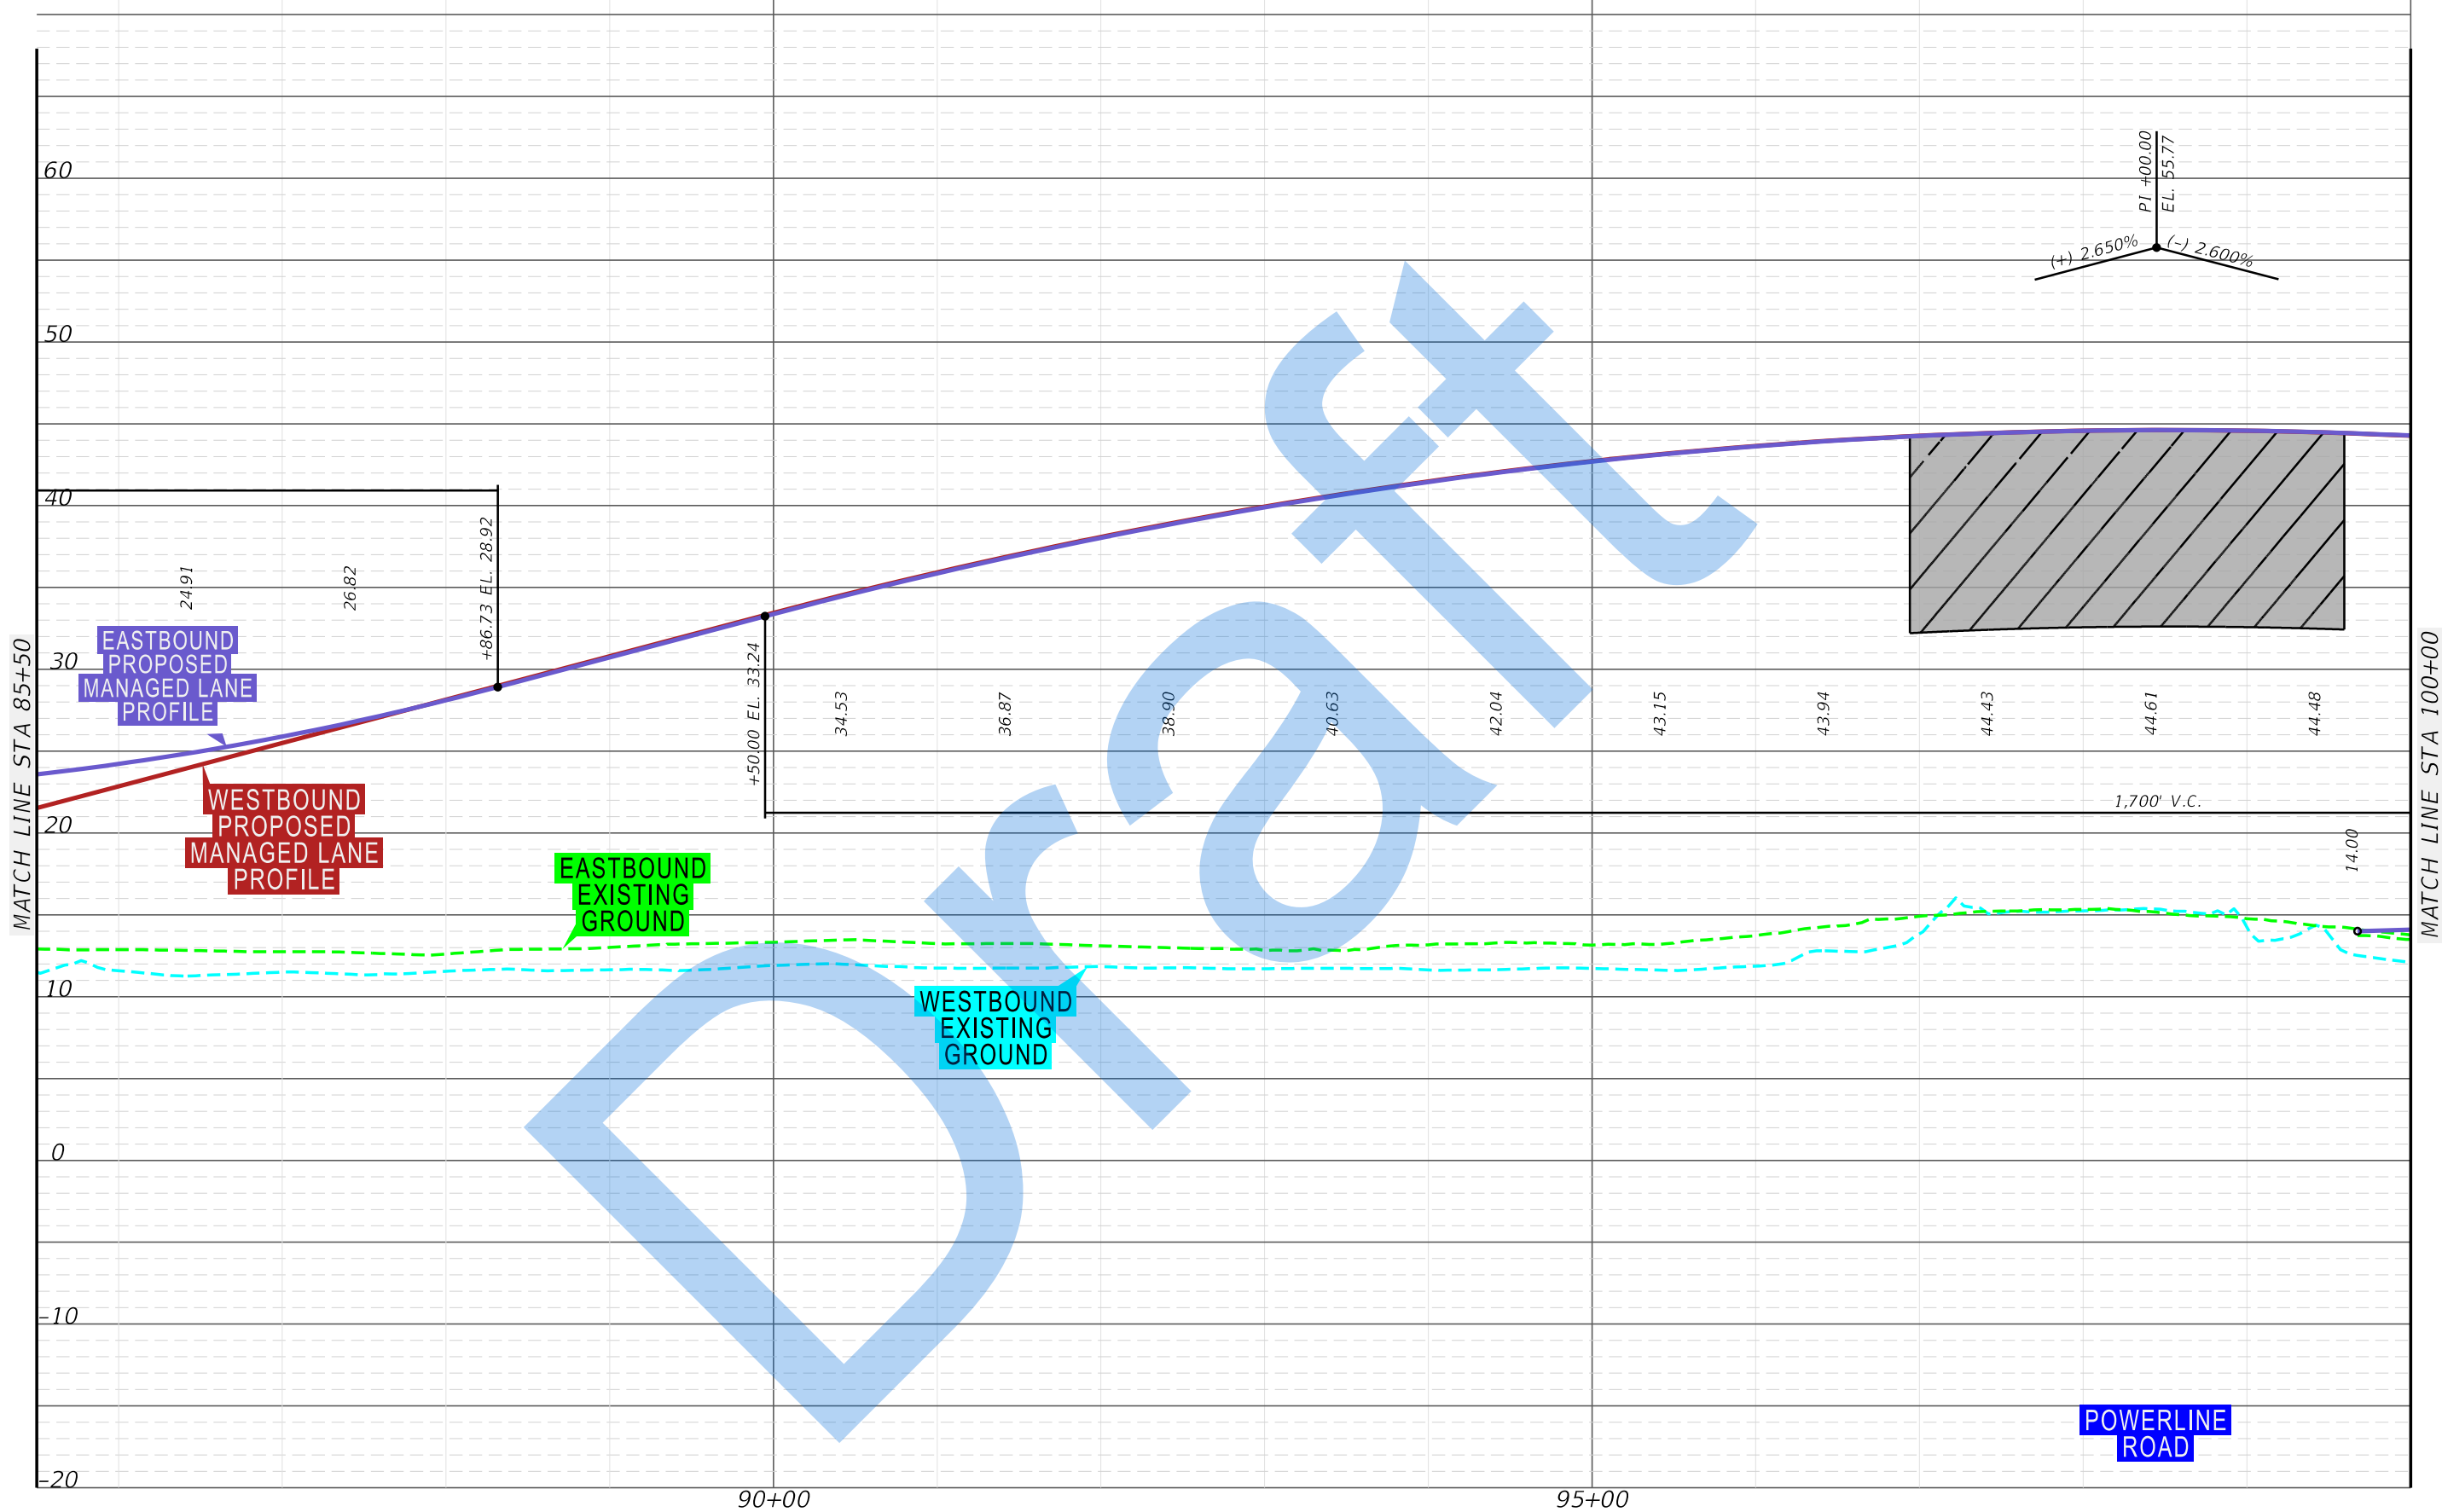 60
50
40
30
20
10
0
-10
-20
90+00
95+00
MATCH LINE STA 85+50
MATCH LINE STA 100+00
PI +00.00
EL. 55.77
(+) 2.650%
(-) 2.600%
24.91
26.82
+86.73 EL. 28.92
+50.00 EL. 33.24
34.53
36.87
38.90
40.63
42.04
43.15
43.94
44.43
44.61
44.48
1,700' V.C.
14.00
EASTBOUND
PROPOSED
MANAGED LANE
PROFILE
WESTBOUND
PROPOSED
MANAGED LANE
PROFILE
EASTBOUND
EXISTING
GROUND
WESTBOUND
EXISTING
GROUND
POWERLINE
ROAD
Draft